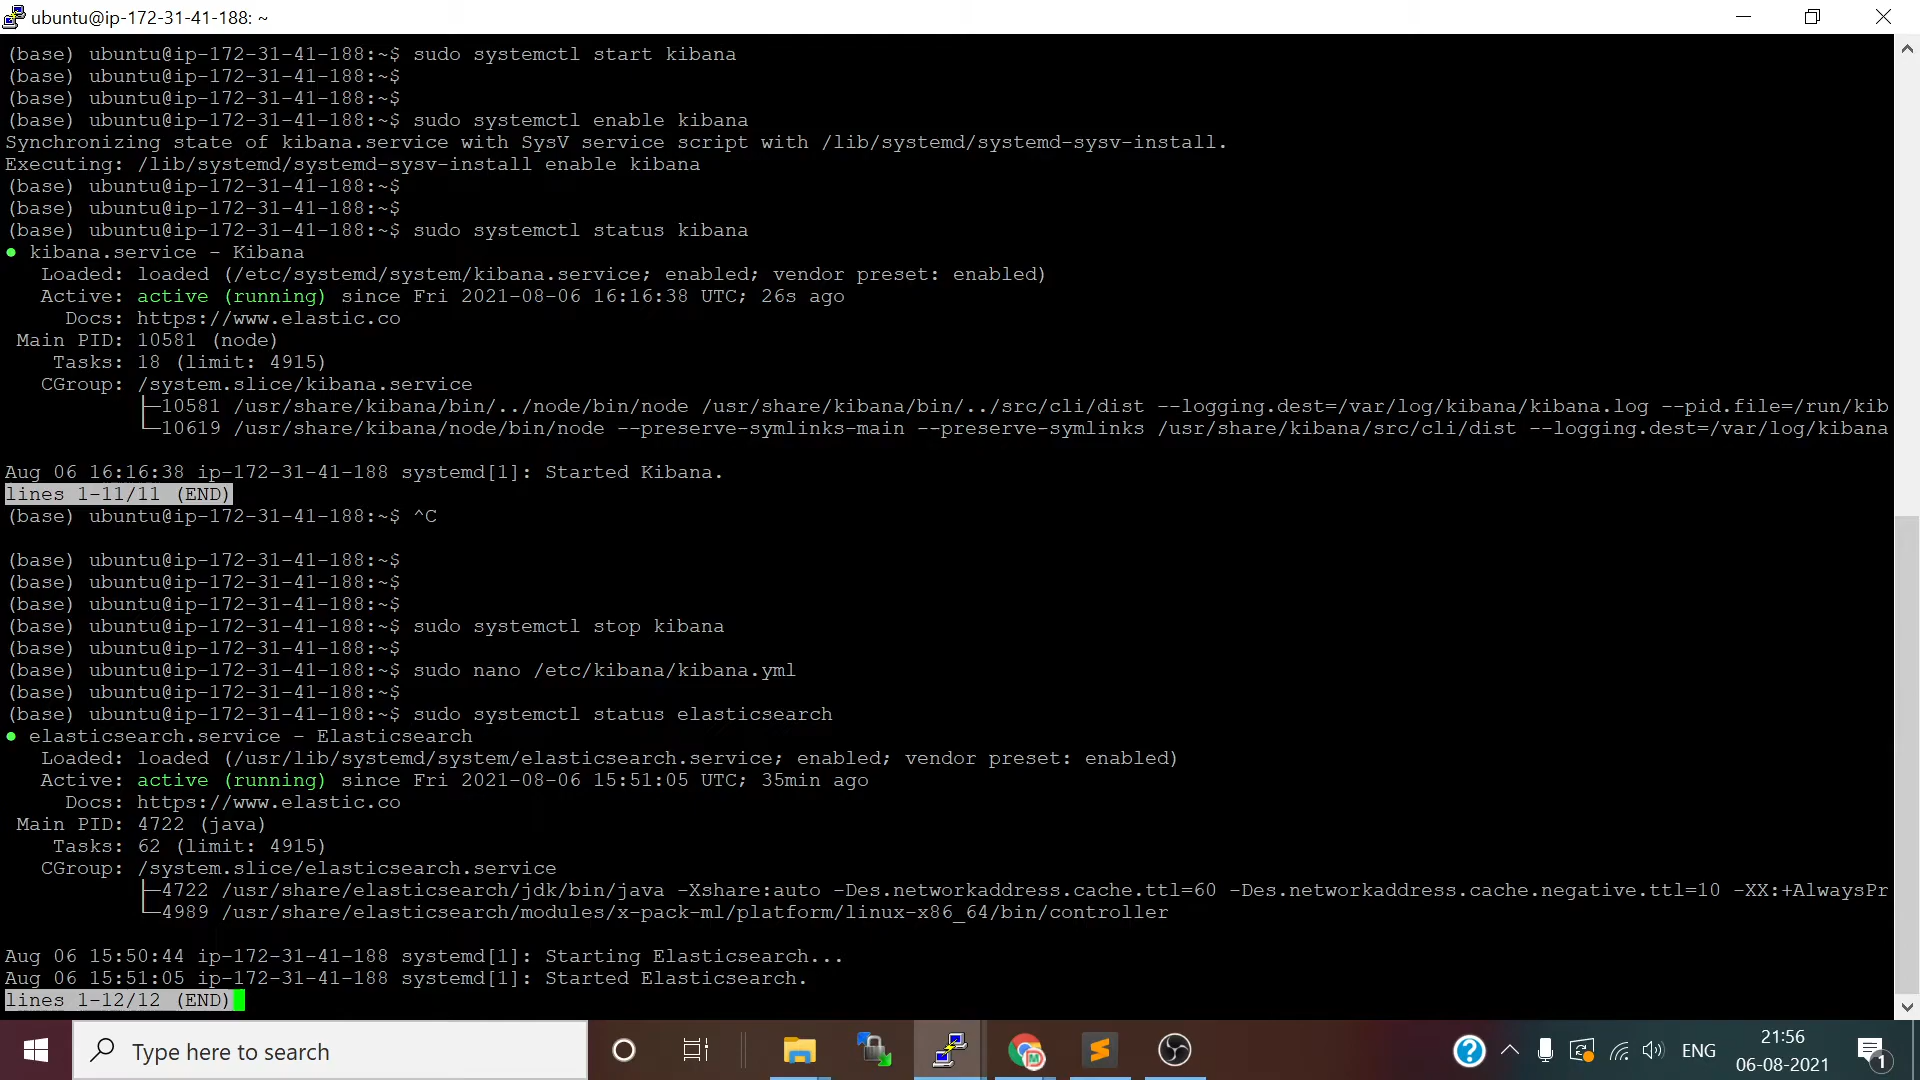 ubuntu@ip-172-31-41-188: ~
(base) ubuntu@ip-172-31-41-188:~$ sudo systemctl start kibana
(base) ubuntu@ip-172-31-41-188:~$
(base) ubuntu@ip-172-31-41-188:~$
(base) ubuntu@ip-172-31-41-188:~$ sudo systemctl enable kibana
Synchronizing state of kibana.service with SysV service script with /lib/systemd/systemd-sysv-install.
Executing: /lib/systemd/systemd-sysv-install enable kibana
(base) ubuntu@ip-172-31-41-188:~$
(base) ubuntu@ip-172-31-41-188:~$
(base) ubuntu@ip-172-31-41-188:~$ sudo systemctl status kibana
● kibana.service - Kibana
Loaded: loaded (/etc/systemd/system/kibana.service; enabled; vendor preset: enabled)
Active: active (running) since Fri 2021-08-06 16:16:38 UTC; 26s ago
Docs: https://www.elastic.co
Main PID: 10581 (node)
Tasks: 18 (limit: 4915)
CGroup: /system.slice/kibana.service
├─10581 /usr/share/kibana/bin/../node/bin/node /usr/share/kibana/bin/../src/cli/dist --logging.dest=/var/log/kibana/kibana.log --pid.file=/run/kib
└─10619 /usr/share/kibana/node/bin/node --preserve-symlinks-main --preserve-symlinks /usr/share/kibana/src/cli/dist --logging.dest=/var/log/kibana
Aug 06 16:16:38 ip-172-31-41-188 systemd[1]: Started Kibana.
lines 1-11/11 (END)
(base) ubuntu@ip-172-31-41-188:~$ ^C
(base) ubuntu@ip-172-31-41-188:~$
(base) ubuntu@ip-172-31-41-188:~$
(base) ubuntu@ip-172-31-41-188:~$
(base) ubuntu@ip-172-31-41-188:~$ sudo systemctl stop kibana
(base) ubuntu@ip-172-31-41-188:~$
(base) ubuntu@ip-172-31-41-188:~$ sudo nano /etc/kibana/kibana.yml
(base) ubuntu@ip-172-31-41-188:~$
(base) ubuntu@ip-172-31-41-188:~$ sudo systemctl status elasticsearch
● elasticsearch.service - Elasticsearch
Loaded: loaded (/usr/lib/systemd/system/elasticsearch.service; enabled; vendor preset: enabled)
Active: active (running) since Fri 2021-08-06 15:51:05 UTC; 35min ago
Docs: https://www.elastic.co
Main PID: 4722 (java)
Tasks: 62 (limit: 4915)
CGroup: /system.slice/elasticsearch.service
├─4722 /usr/share/elasticsearch/jdk/bin/java -Xshare:auto -Des.networkaddress.cache.ttl=60 -Des.networkaddress.cache.negative.ttl=10 -XX:+AlwaysPr
└─4989 /usr/share/elasticsearch/modules/x-pack-ml/platform/linux-x86_64/bin/controller
Aug 06 15:50:44 ip-172-31-41-188 systemd[1]: Starting Elasticsearch...
Aug 06 15:51:05 ip-172-31-41-188 systemd[1]: Started Elasticsearch.
lines 1-12/12 (END)
Type here to search
ENG
21:56
06-08-2021
1